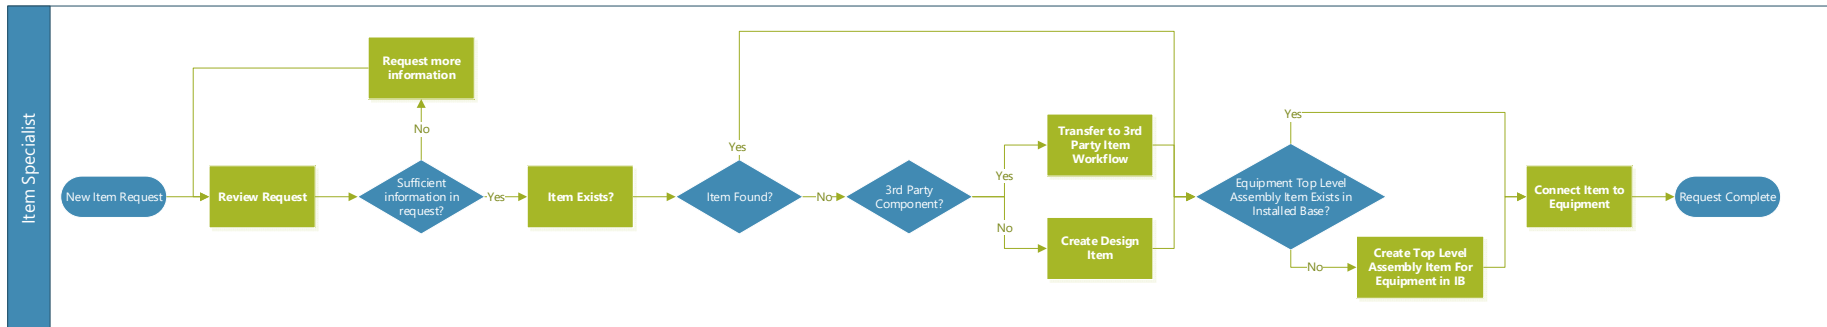 Item Specialist
New Item Request
Review Request
Request more
information
No
Sufficient
information in
request?
Yes
Item Exists?
Yes
Item Found?
No
3rd Party
Component?
Yes
Transfer to 3rd
Party Item
Workflow
No
Create Design
Item
Yes
Equipment Top Level
Assembly Item Exists in
Installed Base?
No
Create Top Level
Assembly Item For
Equipment in IB
Connect Item to
Equipment
Request Complete